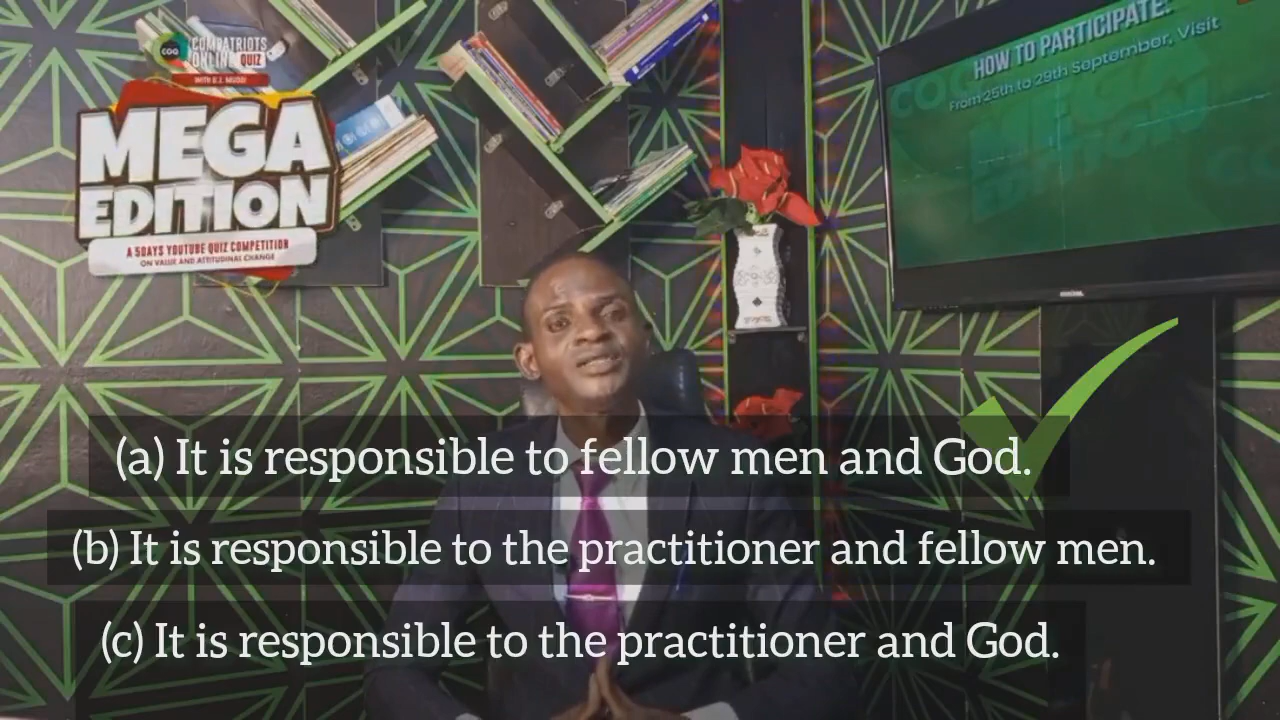 COQ
COMPATRIOTS
ONLINE QUIZ
MEGA
EDITION
A 5DAYS YOUTUBE QUIZ COMPETITION
ON VALUE AND ATTITUDINAL CHANGE
HOW TO PARTICIPATE:
From 25th to 29th September, Visit
(a) It is responsible to fellow men and God.
(b) It is responsible to the practitioner and fellow men.
(c) It is responsible to the practitioner and God.